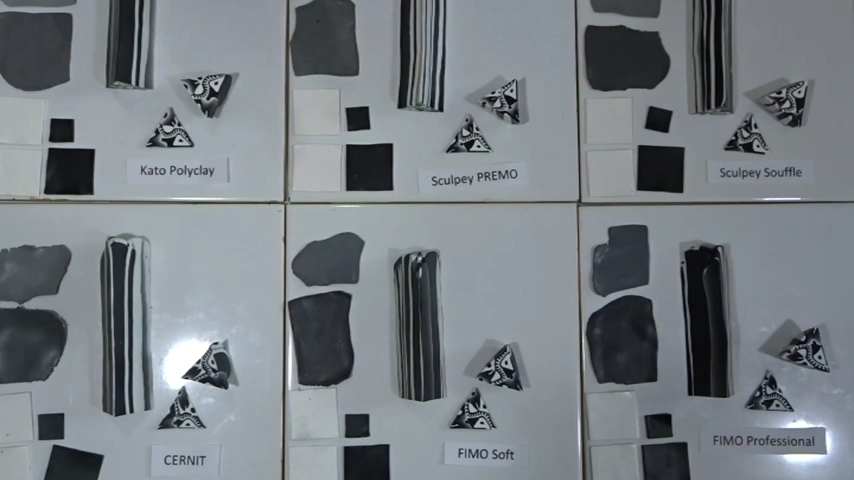 Kato Polyclay
Sculpey PREMO
Sculpey Souffle
CERNIT
FIMO Soft
FIMO Professional